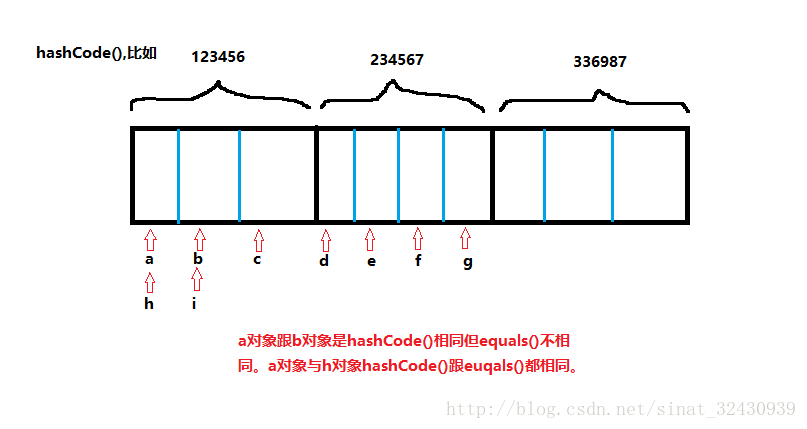 hashCode(),比如
123456
234567
336987
a b c d e f g
h i
a对象跟b对象是hashCode()相同但equals()不相
同。a对象与h对象hashCode()跟euqals()都相同。
http://blog.csdn.net/sinat_32430939